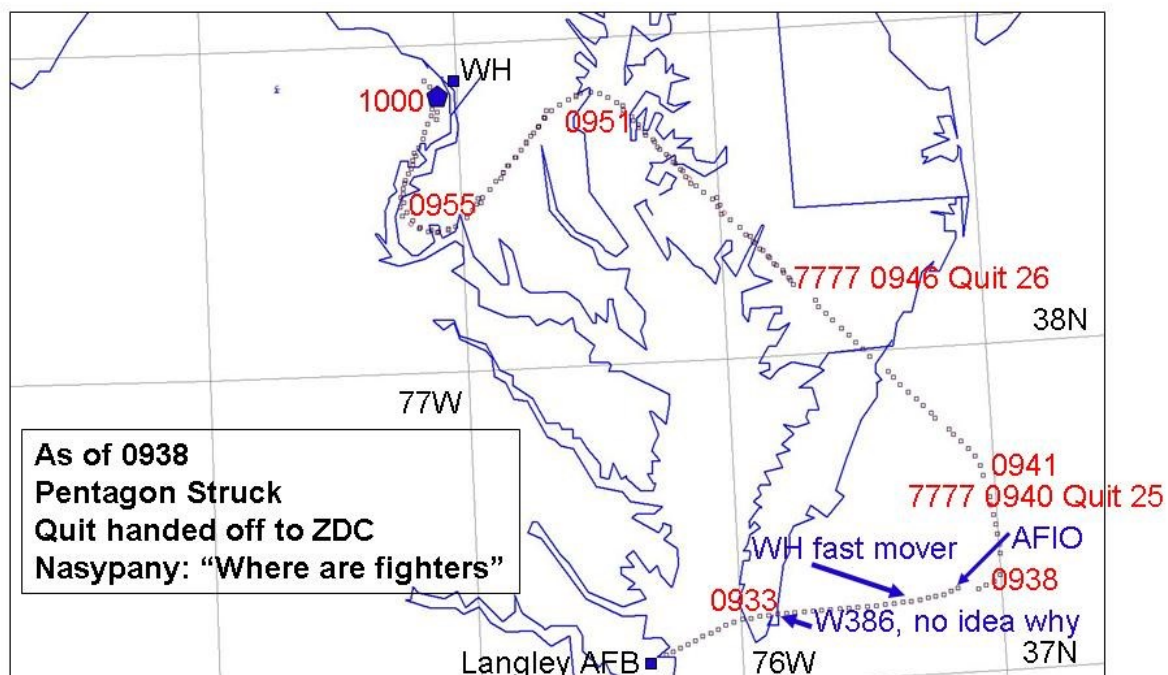 WH
1000
0951
0955
7777 0946 Quit 26
38N
77W
As of 0938
Pentagon Struck
Quit handed off to ZDC
Nasypany: “Where are fighters”
0941
7777 0940 Quit 25
WH fast mover
AFIO
0938
0933
W386, no idea why
Langley AFB
76W
37N